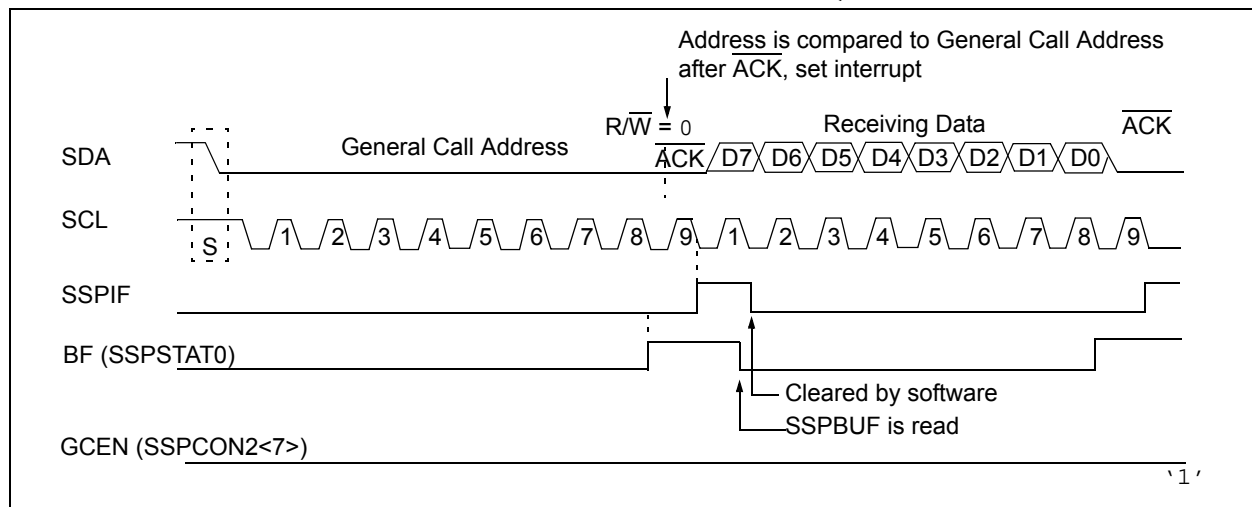 Address is compared to General Call Address
after ACK, set interrupt
R/W = 0
Receiving Data
ACK
SDA
General Call Address
ACK D7 D6 D5 D4 D3 D2 D1 D0
SCL
S
1 2 3 4 5 6 7 8 9 1 2 3 4 5 6 7 8 9
SSPIF
BF (SSPSTAT0)
Cleared by software
SSPBUF is read
GCEN (SSPCON2<7>)
‘1’